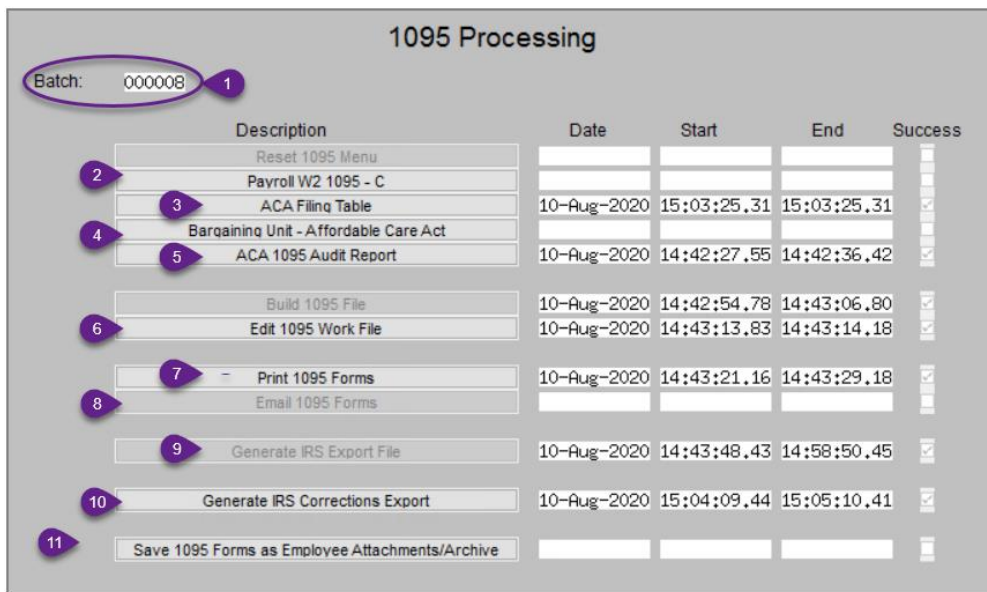 1095 Processing
Batch: 000008 1
Description Date Start End Success
Reset 1095 Menu
2 Payroll W2 1095 - C
3 ACA Filing Table 10-Aug-2020 15:03:25.31 15:03:25.31
4 Bargaining Unit - Affordable Care Act
5 ACA 1095 Audit Report 10-Aug-2020 14:42:27.55 14:42:36.42
Build 1095 File 10-Aug-2020 14:42:54.78 14:43:06.80
6 Edit 1095 Work File 10-Aug-2020 14:43:13.83 14:43:14.18
7 Print 1095 Forms 10-Aug-2020 14:43:21.16 14:43:29.18
8 Email 1095 Forms
9 Generate IRS Export File 10-Aug-2020 14:43:48.43 14:58:50.45
10 Generate IRS Corrections Export 10-Aug-2020 15:04:09.44 15:05:10.41
11 Save 1095 Forms as Employee Attachments/Archive